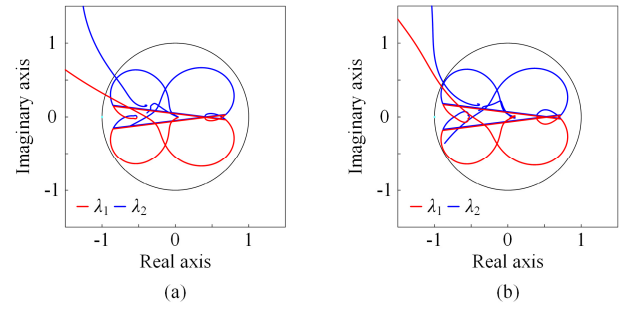 1
0
-1
Imaginary axis
λ1 λ2
-1 0 1
Real axis
(a)
1
0
-1
Imaginary axis
λ1 λ2
-1 0 1
Real axis
(b)